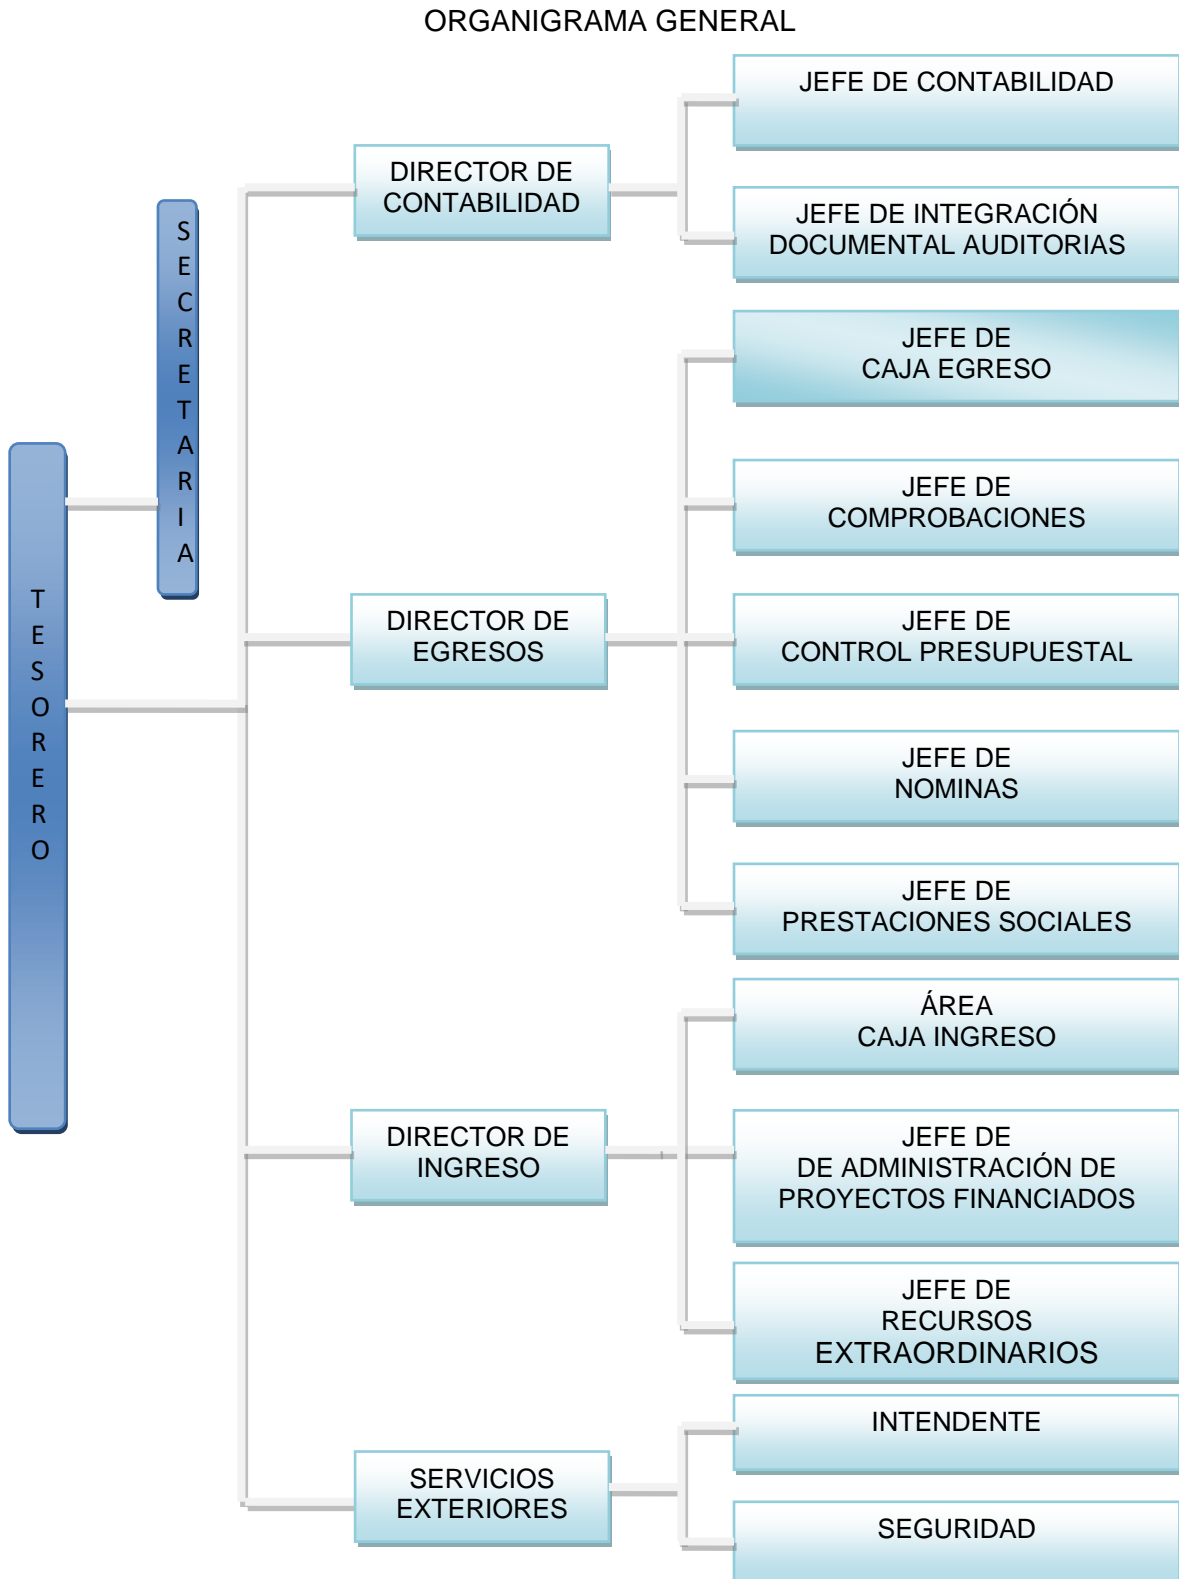 ORGANIGRAMA GENERAL
TESORERO
SECRETARIA
DIRECTOR DE
CONTABILIDAD
JEFE DE CONTABILIDAD
JEFE DE INTEGRACIÓN
DOCUMENTAL AUDITORIAS
DIRECTOR DE
EGRESOS
JEFE DE
CAJA EGRESO
JEFE DE
COMPROBACIONES
JEFE DE
CONTROL PRESUPUESTAL
JEFE DE
NOMINAS
JEFE DE
PRESTACIONES SOCIALES
DIRECTOR DE
INGRESO
ÁREA
CAJA INGRESO
JEFE DE
DE ADMINISTRACIÓN DE
PROYECTOS FINANCIADOS
JEFE DE
RECURSOS
EXTRAORDINARIOS
SERVICIOS
EXTERIORES
INTENDENTE
SEGURIDAD